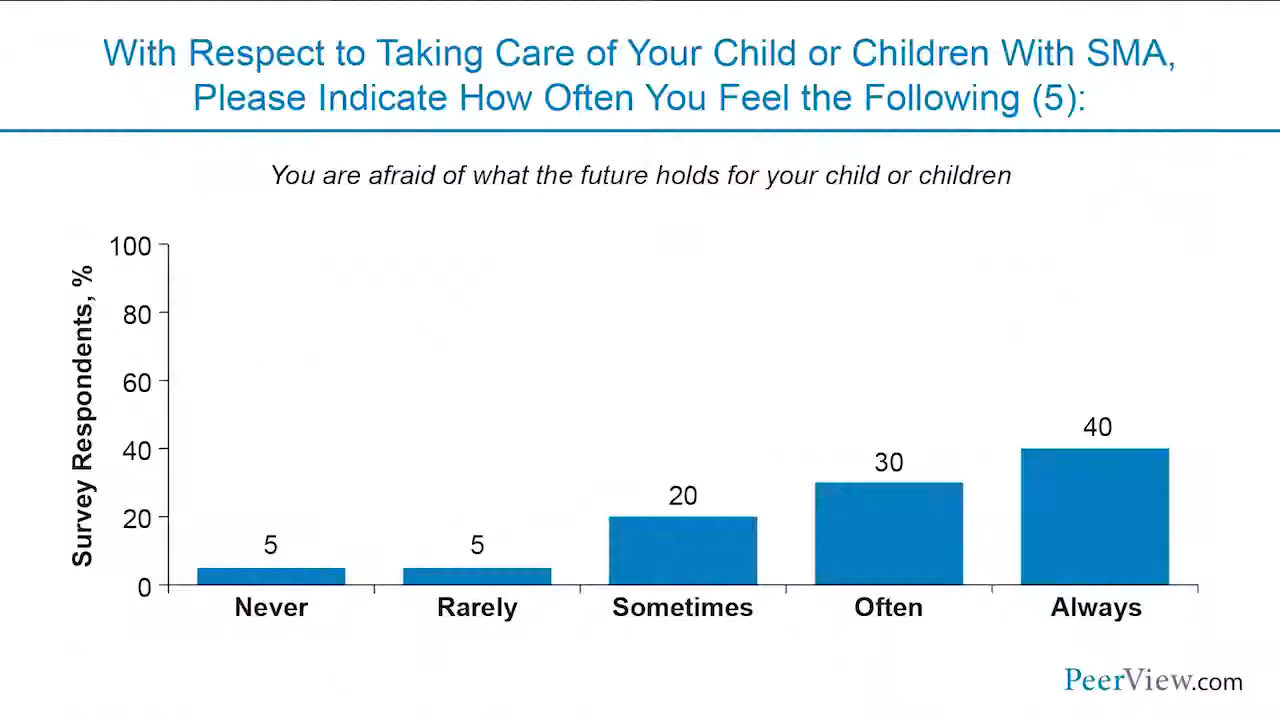 With Respect to Taking Care of Your Child or Children With SMA,
Please Indicate How Often You Feel the Following (5):
You are afraid of what the future holds for your child or children
Survey Respondents, %
100
80
60
40
20
0
5
5
20
30
40
Never
Rarely
Sometimes
Often
Always
PeerView.com